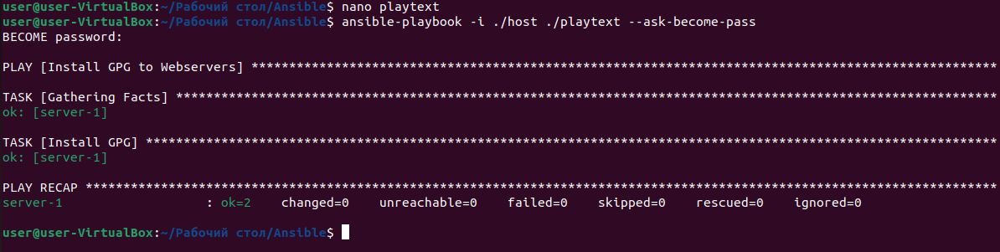 user@user-VirtualBox:~/Рабочий стол/Ansible$ nano playtext
user@user-VirtualBox:~/Рабочий стол/Ansible$ ansible-playbook -i ./host ./playtext --ask-become-pass
BECOME password:
PLAY [Install GPG to Webservers] ***************************************************************************************************
TASK [Gathering Facts] *************************************************************************************************************
ok: [server-1]
TASK [Install GPG] *****************************************************************************************************************
ok: [server-1]
PLAY RECAP *************************************************************************************************************************
server-1                   : ok=2    changed=0    unreachable=0    failed=0    skipped=0    rescued=0    ignored=0
user@user-VirtualBox:~/Рабочий стол/Ansible$